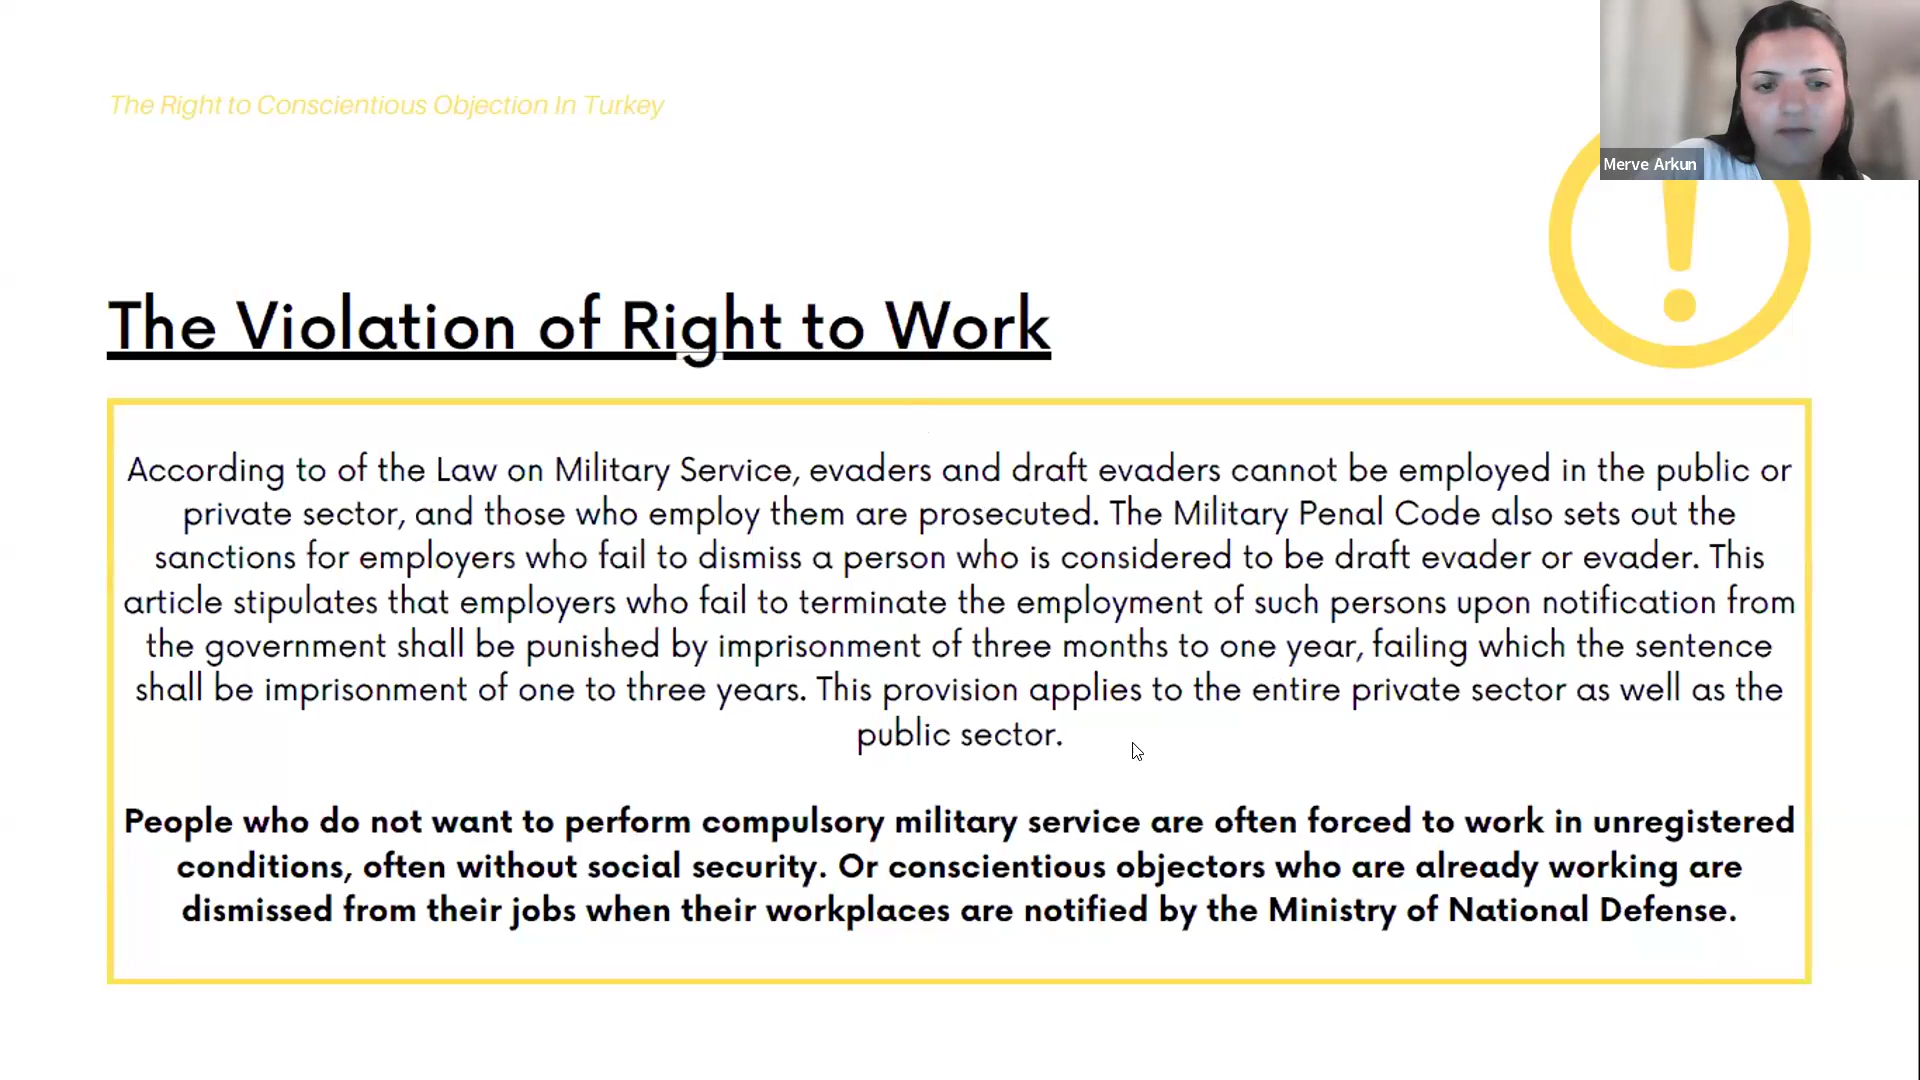 The Right to Conscientious Objection In Turkey
Merve Arkun
The Violation of Right to Work
According to of the Law on Military Service, evaders and draft evaders cannot be employed in the public or
private sector, and those who employ them are prosecuted. The Military Penal Code also sets out the
sanctions for employers who fail to dismiss a person who is considered to be draft evader or evader. This
article stipulates that employers who fail to terminate the employment of such persons upon notification from
the government shall be punished by imprisonment of three months to one year, failing which the sentence
shall be imprisonment of one to three years. This provision applies to the entire private sector as well as the
public sector.
People who do not want to perform compulsory military service are often forced to work in unregistered
conditions, often without social security. Or conscientious objectors who are already working are
dismissed from their jobs when their workplaces are notified by the Ministry of National Defense.